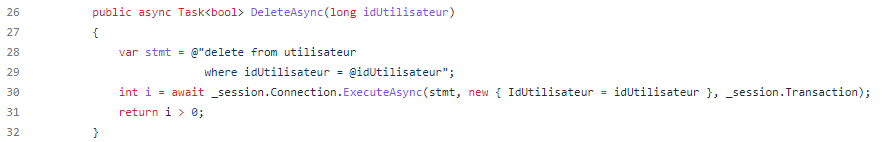 26 public async Task<bool> DeleteAsync(long idUtilisateur)
27 {
28 var stmt = @"delete from utilisateur
29 where idUtilisateur = @idUtilisateur";
30 int i = await _session.Connection.ExecuteAsync(stmt, new { IdUtilisateur = idUtilisateur }, _session.Transaction);
31 return i > 0;
32 }